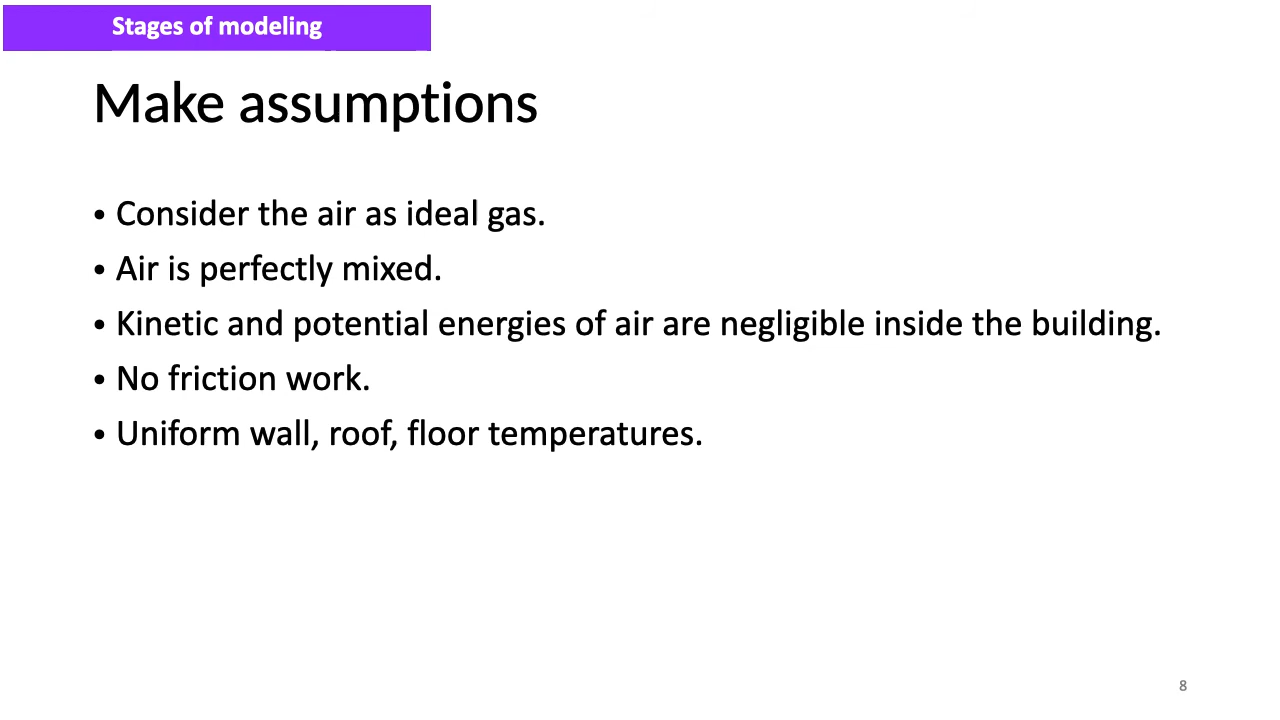 Stages of modeling
Make assumptions
• Consider the air as ideal gas.
• Air is perfectly mixed.
• Kinetic and potential energies of air are negligible inside the building.
• No friction work.
• Uniform wall, roof, floor temperatures.
8